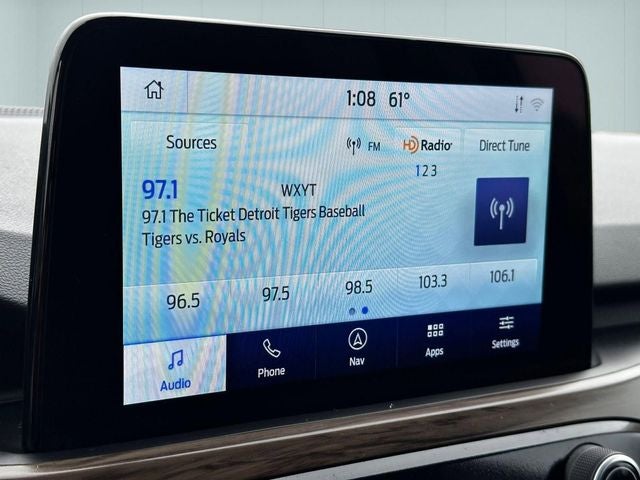 1:08 61°
Sources FM HD Radio Direct Tune
1 2 3
97.1 WXYT
97.1 The Ticket Detroit Tigers Baseball
Tigers vs. Royals
96.5 97.5 98.5 103.3 106.1
Audio Phone Nav Apps Settings